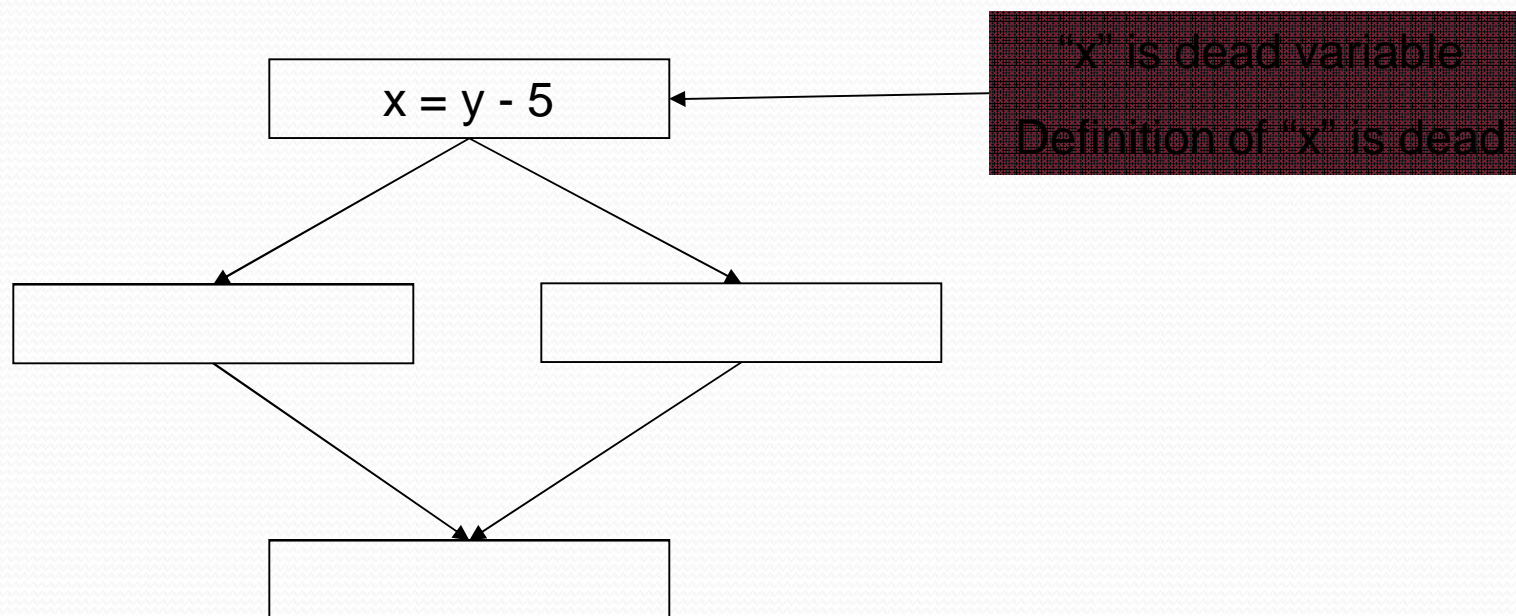 x = y - 5
“x” is dead variable
Definition of “x” is dead